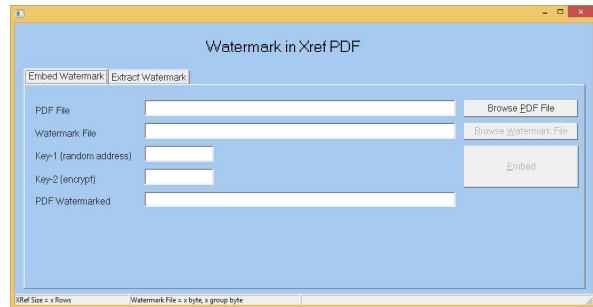 Watermark in Xref PDF
Embed Watermark Extract Watermark
PDF File Browse PDF File
Watermark File Browse Watermark File
Key-1 (random address)
Embed
Key-2 (encrypt)
PDF Watermarked
XRef Size = x Rows Watermark File = x byte, x group byte